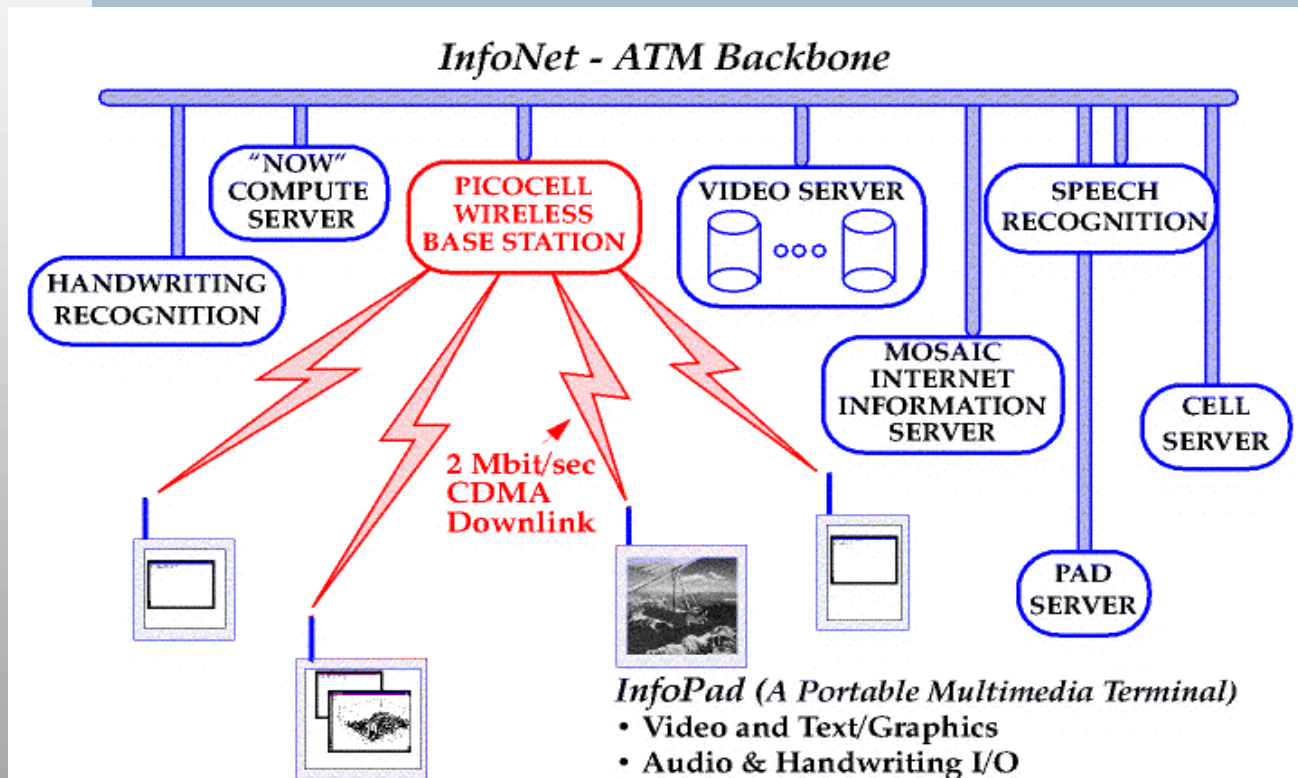 InfoNet - ATM Backbone
"NOW"
COMPUTE
SERVER
PICOCELL
WIRELESS
BASE STATION
VIDEO SERVER
SPEECH
RECOGNITION
HANDWRITING
RECOGNITION
MOSAIC
INTERNET
INFORMATION
SERVER
CELL
SERVER
2 Mbit/sec
CDMA
Downlink
PAD
SERVER
InfoPad (A Portable Multimedia Terminal)
• Video and Text/Graphics
• Audio & Handwriting I/O